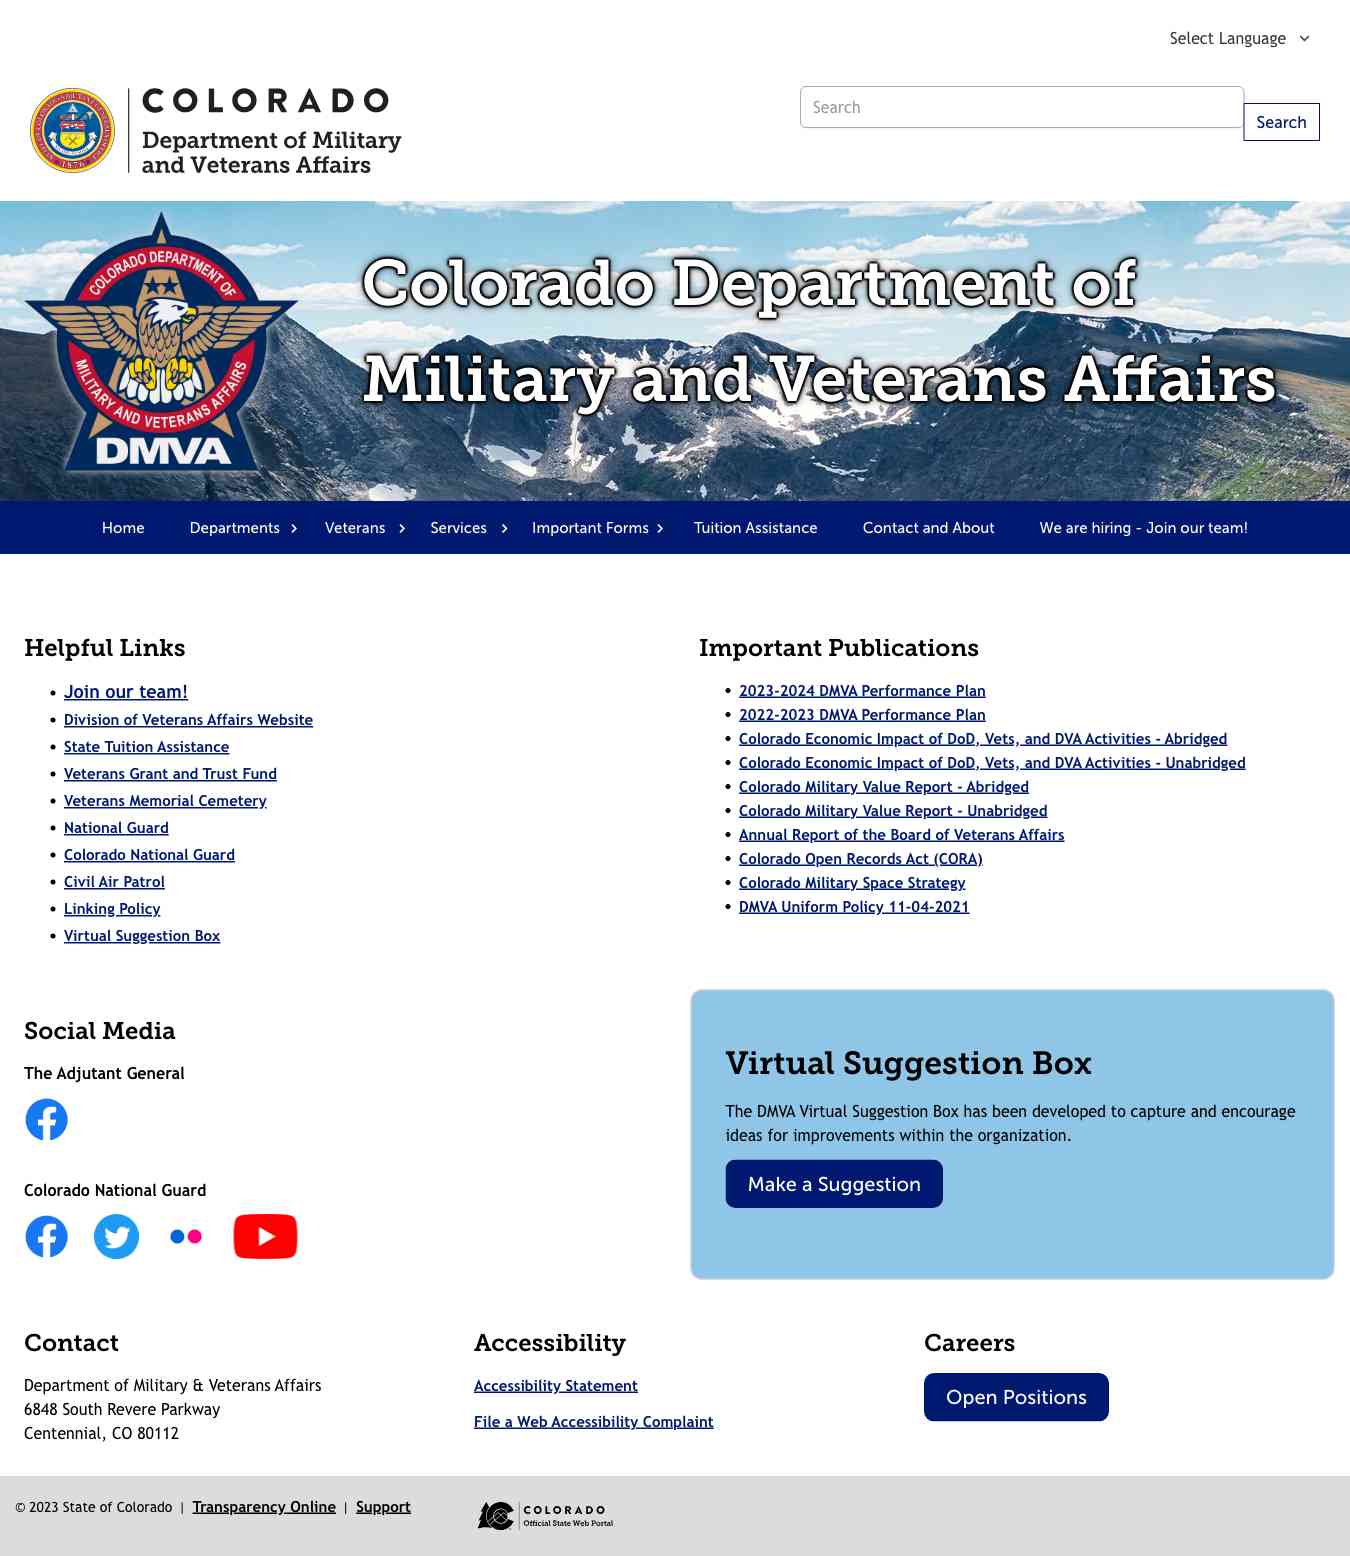 Select Language
COLORADO
Department of Military
and Veterans Affairs
Search
Search
COLORADO DEPARTMENT OF
MILITARY AND VETERANS AFFAIRS
DMVA
Colorado Department of
Military and Veterans Affairs
Home Departments Veterans Services Important Forms Tuition Assistance Contact and About We are hiring - Join our team!
Helpful Links
Join our team!
Division of Veterans Affairs Website
State Tuition Assistance
Veterans Grant and Trust Fund
Veterans Memorial Cemetery
National Guard
Colorado National Guard
Civil Air Patrol
Linking Policy
Virtual Suggestion Box
Important Publications
2023-2024 DMVA Performance Plan
2022-2023 DMVA Performance Plan
Colorado Economic Impact of DoD, Vets, and DVA Activities - Abridged
Colorado Economic Impact of DoD, Vets, and DVA Activities - Unabridged
Colorado Military Value Report - Abridged
Colorado Military Value Report - Unabridged
Annual Report of the Board of Veterans Affairs
Colorado Open Records Act (CORA)
Colorado Military Space Strategy
DMVA Uniform Policy 11-04-2021
Social Media
The Adjutant General
Colorado National Guard
Virtual Suggestion Box
The DMVA Virtual Suggestion Box has been developed to capture and encourage
ideas for improvements within the organization.
Make a Suggestion
Contact
Department of Military & Veterans Affairs
6848 South Revere Parkway
Centennial, CO 80112
Accessibility
Accessibility Statement
File a Web Accessibility Complaint
Careers
Open Positions
© 2023 State of Colorado | Transparency Online | Support
COLORADO
Official State Web Portal